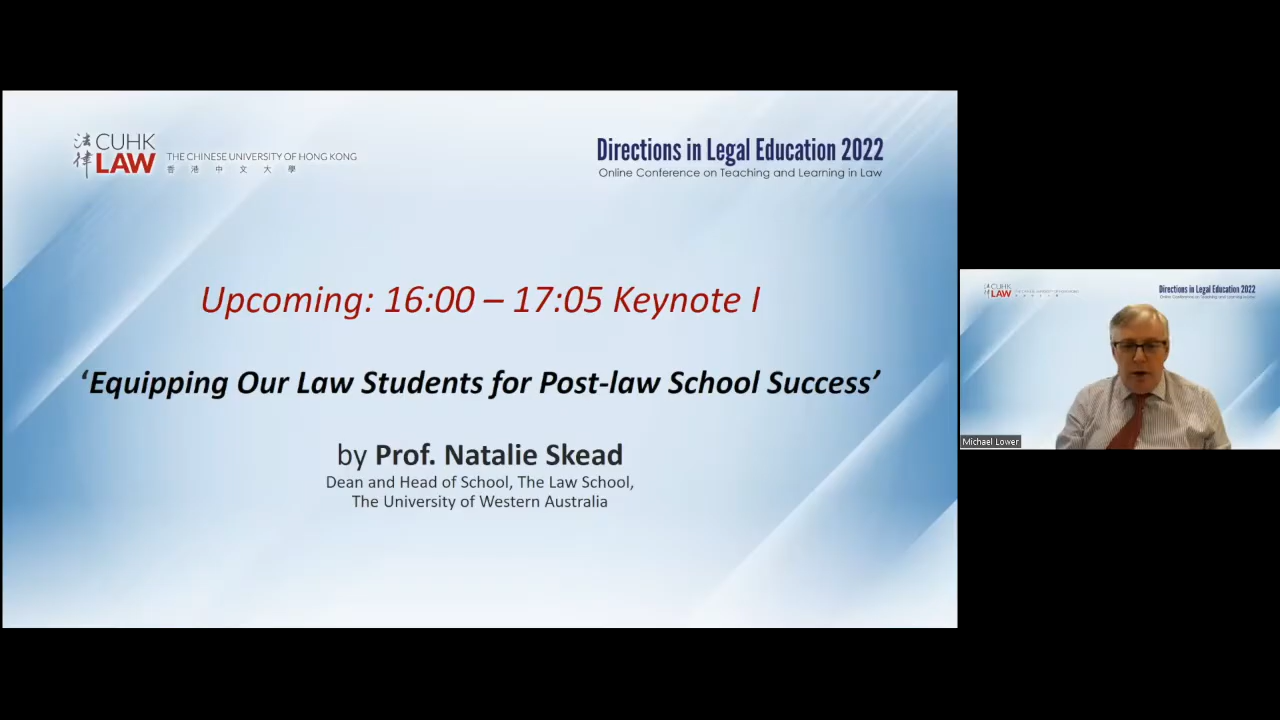 法律 CUHK LAW
THE CHINESE UNIVERSITY OF HONG KONG
香港中文大學
Directions in Legal Education 2022
Online Conference on Teaching and Learning in Law
Upcoming: 16:00 – 17:05 Keynote I
‘Equipping Our Law Students for Post-law School Success’
by Prof. Natalie Skead
Dean and Head of School, The Law School,
The University of Western Australia
CUHK
LAW
Directions in Legal Education 2022
Michael Lower